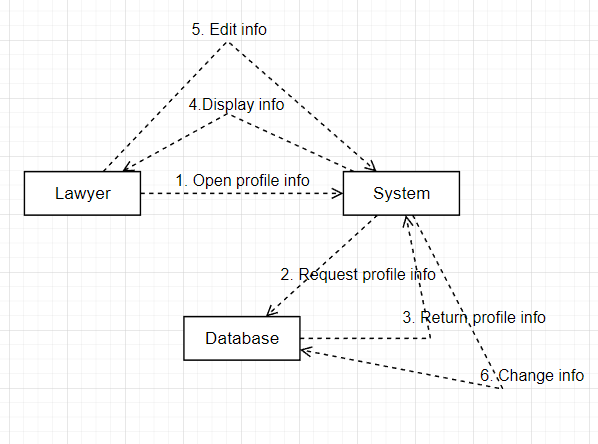 5. Edit info
4.Display info
1. Open profile info
Lawyer
System
2. Request profile info
3. Return profile info
Database
6. Change info